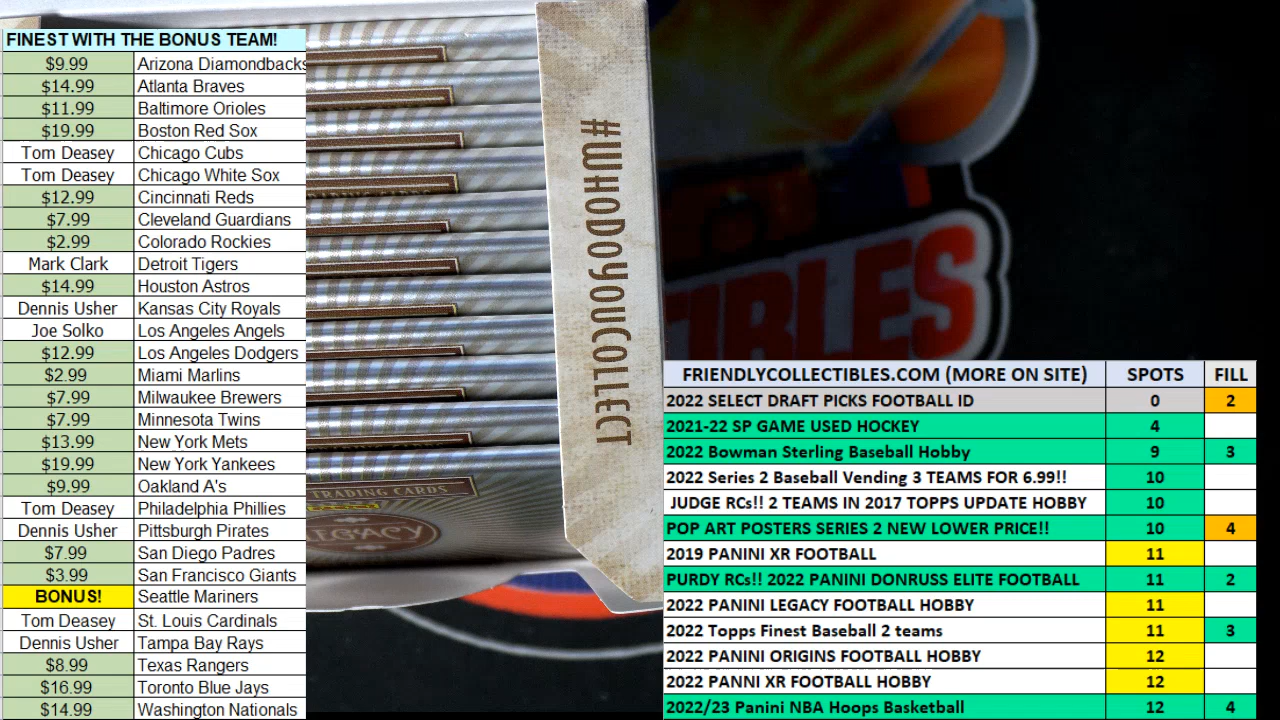 FINEST WITH THE BONUS TEAM!
$9.99 Arizona Diamondbacks
$14.99 Atlanta Braves
$11.99 Baltimore Orioles
$19.99 Boston Red Sox
Tom Deasey Chicago Cubs
Tom Deasey Chicago White Sox
$12.99 Cincinnati Reds
$7.99 Cleveland Guardians
$2.99 Colorado Rockies
Mark Clark Detroit Tigers
$14.99 Houston Astros
Dennis Usher Kansas City Royals
Joe Solko Los Angeles Angels
$12.99 Los Angeles Dodgers
$2.99 Miami Marlins
$7.99 Milwaukee Brewers
$7.99 Minnesota Twins
$13.99 New York Mets
$19.99 New York Yankees
$9.99 Oakland A's
Tom Deasey Philadelphia Phillies
Dennis Usher Pittsburgh Pirates
$7.99 San Diego Padres
$3.99 San Francisco Giants
BONUS! Seattle Mariners
Tom Deasey St. Louis Cardinals
Dennis Usher Tampa Bay Rays
$8.99 Texas Rangers
$16.99 Toronto Blue Jays
$14.99 Washington Nationals
TRADING CARDS
LEGACY
#WHODOYOUCOLLECT
FRIENDLYCOLLECTIBLES.COM (MORE ON SITE) SPOTS FILL
2022 SELECT DRAFT PICKS FOOTBALL ID 0 2
2021-22 SP GAME USED HOCKEY 4
2022 Bowman Sterling Baseball Hobby 9 3
2022 Series 2 Baseball Vending 3 TEAMS FOR 6.99!! 10
JUDGE RCs!! 2 TEAMS IN 2017 TOPPS UPDATE HOBBY 10
POP ART POSTERS SERIES 2 NEW LOWER PRICE!! 10 4
2019 PANINI XR FOOTBALL 11
PURDY RCs!! 2022 PANINI DONRUSS ELITE FOOTBALL 11 2
2022 PANINI LEGACY FOOTBALL HOBBY 11
2022 Topps Finest Baseball 2 teams 11 3
2022 PANINI ORIGINS FOOTBALL HOBBY 12
2022 PANNI XR FOOTBALL HOBBY 12
2022/23 Panini NBA Hoops Basketball 12 4